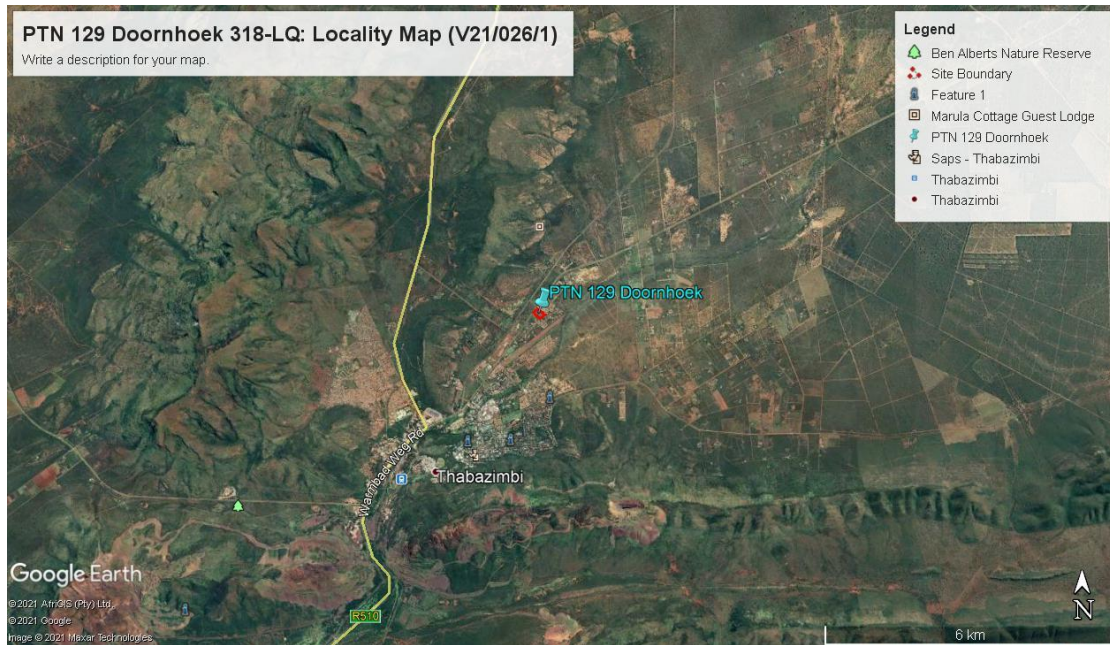 PTN 129 Doornhoek 318-LQ: Locality Map (V21/026/1)
Write a description for your map.
Legend
Ben Alberts Nature Reserve
Site Boundary
Feature 1
Marula Cottage Guest Lodge
PTN 129 Doornhoek
Saps - Thabazimbi
Thabazimbi
Thabazimbi
PTN 129 Doornhoek
Warmbad Weg Rd
Thabazimbi
R510
Google Earth
©2021 AfriGIS (Pty) Ltd.
©2021 Google
Image © 2021 Maxar Technologies
N
6 km